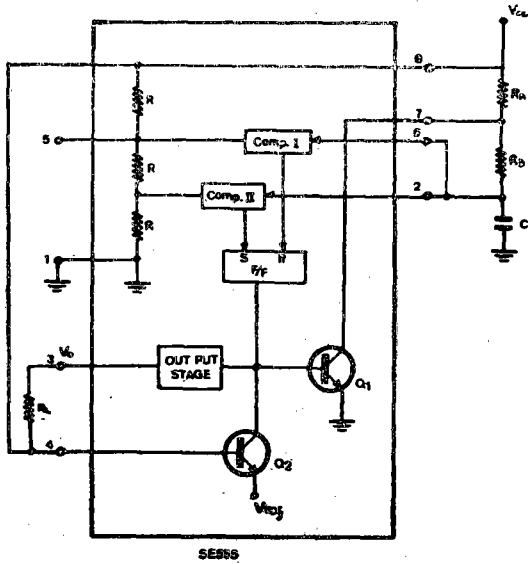 Vcc
8
RA
R
7
5
Comp. I
6
RB
R
Comp. II
2
C
R
S
R
1
F/F
3
Vo
OUT PUT
STAGE
Q1
4
Q2
Vref
SE555